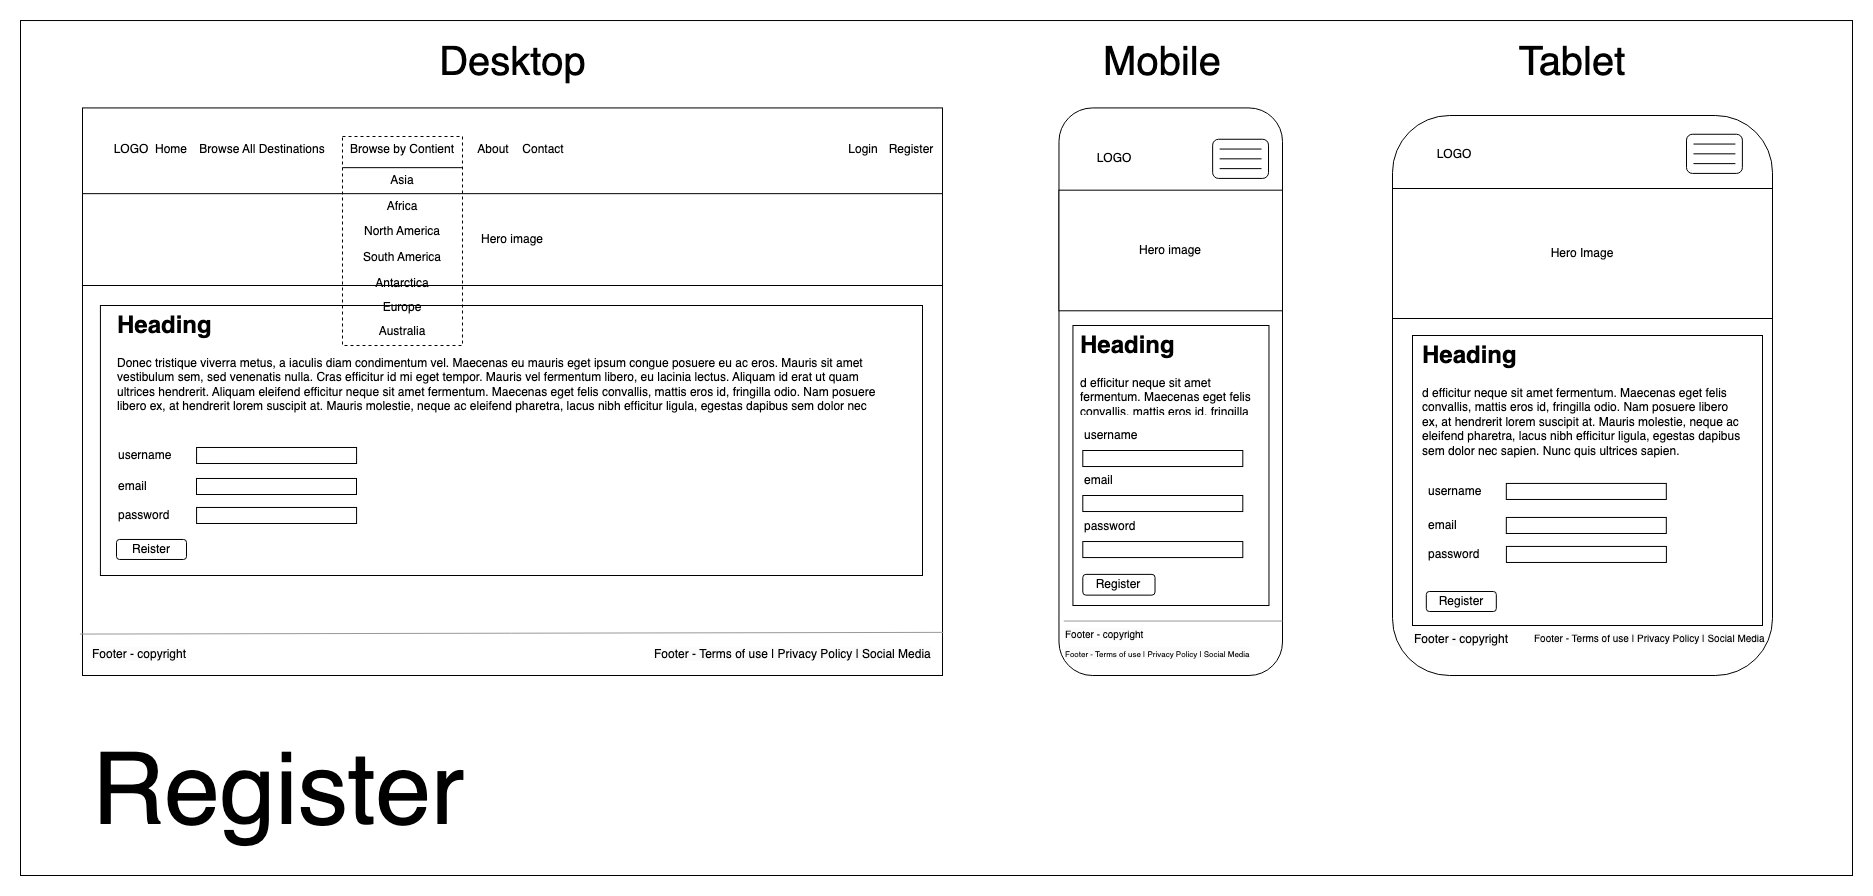 Desktop
LOGO Home Browse All Destinations Browse by Contient About Contact Login Register
Asia
Africa
North America
South America
Antarctica
Europe
Australia
Hero image
Heading
Donec tristique viverra metus, a iaculis diam condimentum vel. Maecenas eu mauris eget ipsum congue posuere eu ac eros. Mauris sit amet
vestibulum sem, sed venenatis nulla. Cras efficitur id mi eget tempor. Mauris vel fermentum libero, eu lacinia lectus. Aliquam id erat ut quam
ultrices hendrerit. Aliquam eleifend efficitur neque sit amet fermentum. Maecenas eget felis convallis, mattis eros id, fringilla odio. Nam posuere
libero ex, at hendrerit lorem suscipit at. Mauris molestie, neque ac eleifend pharetra, lacus nibh efficitur ligula, egestas dapibus sem dolor nec
username
email
password
Reister
Footer - copyright Footer - Terms of use | Privacy Policy | Social Media
Mobile
LOGO
Hero image
Heading
d efficitur neque sit amet
fermentum. Maecenas eget felis
convallis, mattis eros id, fringilla
username
email
password
Register
Footer - copyright
Footer - Terms of use | Privacy Policy | Social Media
Tablet
LOGO
Hero Image
Heading
d efficitur neque sit amet fermentum. Maecenas eget felis
convallis, mattis eros id, fringilla odio. Nam posuere libero
ex, at hendrerit lorem suscipit at. Mauris molestie, neque ac
eleifend pharetra, lacus nibh efficitur ligula, egestas dapibus
sem dolor nec sapien. Nunc quis ultrices sapien.
username
email
password
Register
Footer - copyright Footer - Terms of use | Privacy Policy | Social Media
Register